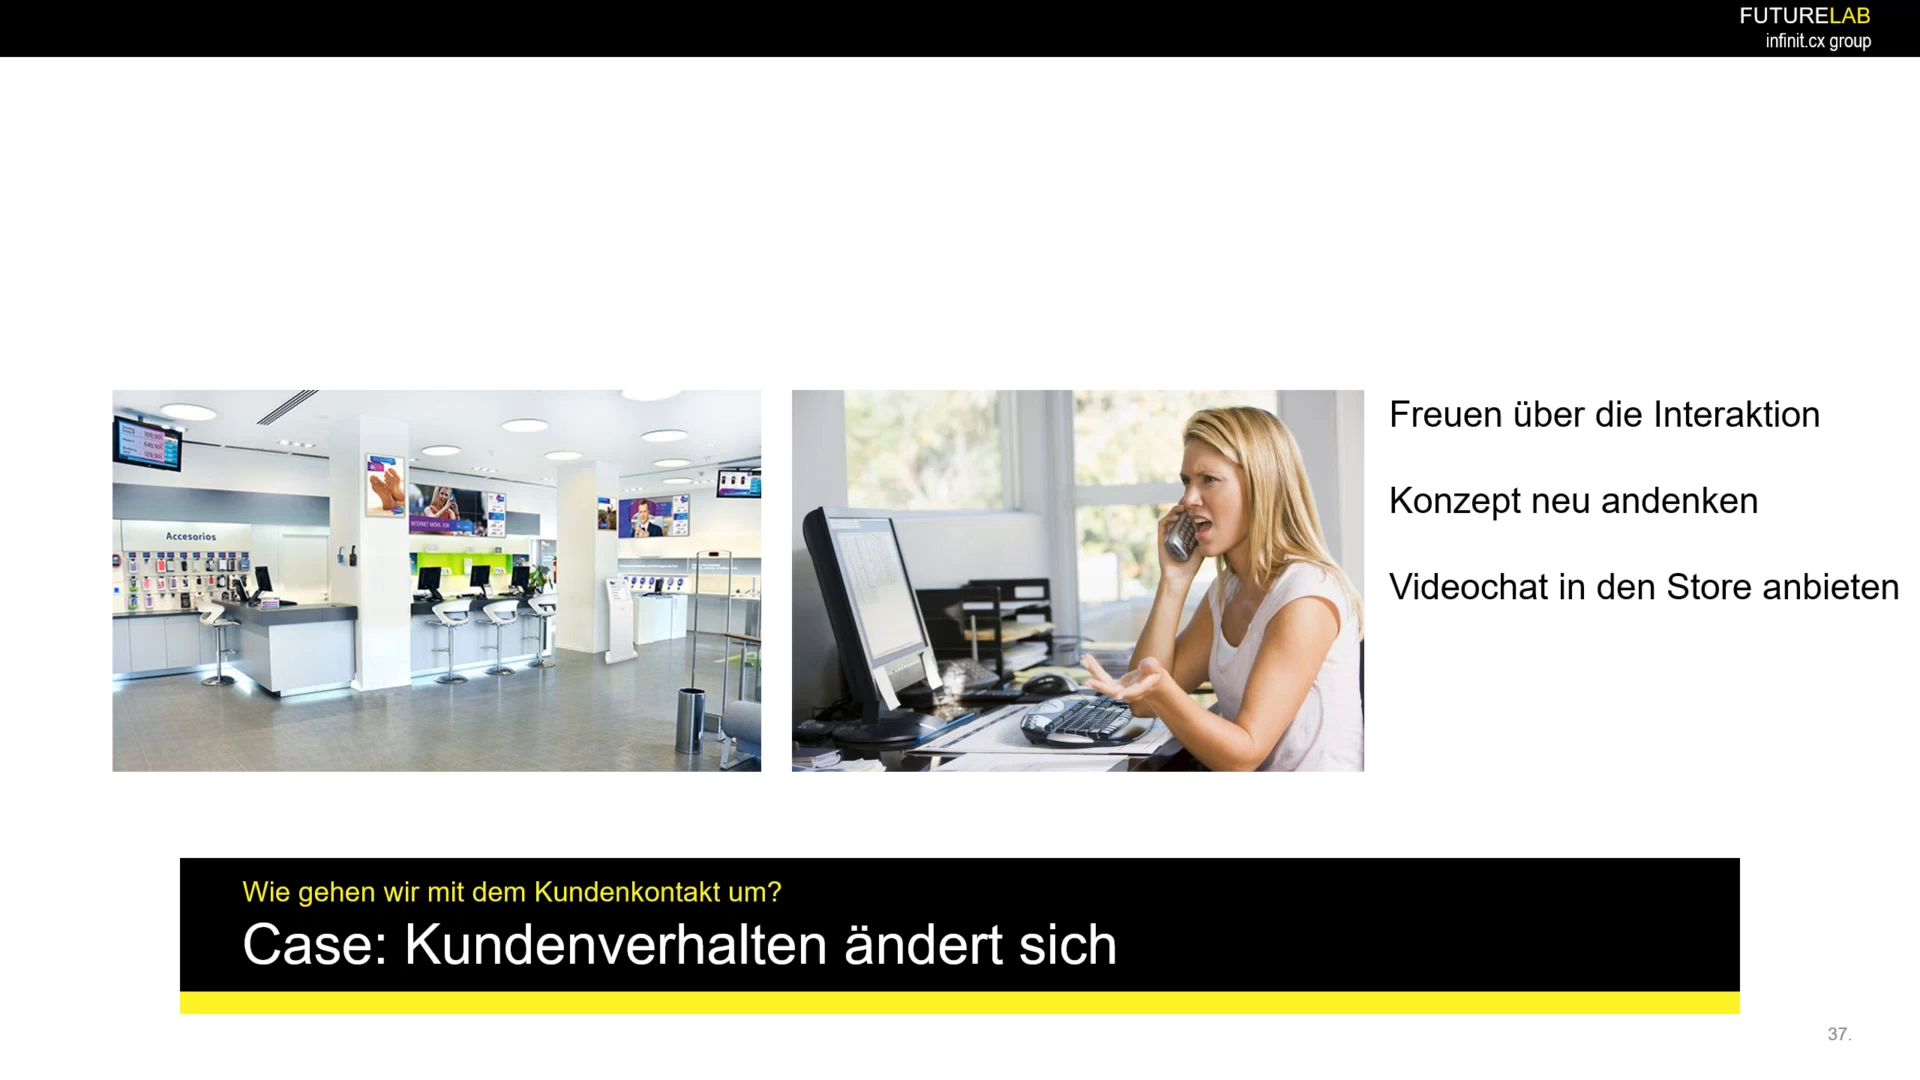 FUTURELAB
infinit.cx group
Accesorios
Freuen über die Interaktion
Konzept neu andenken
Videochat in den Store anbieten
Wie gehen wir mit dem Kundenkontakt um?
Case: Kundenverhalten ändert sich
37.